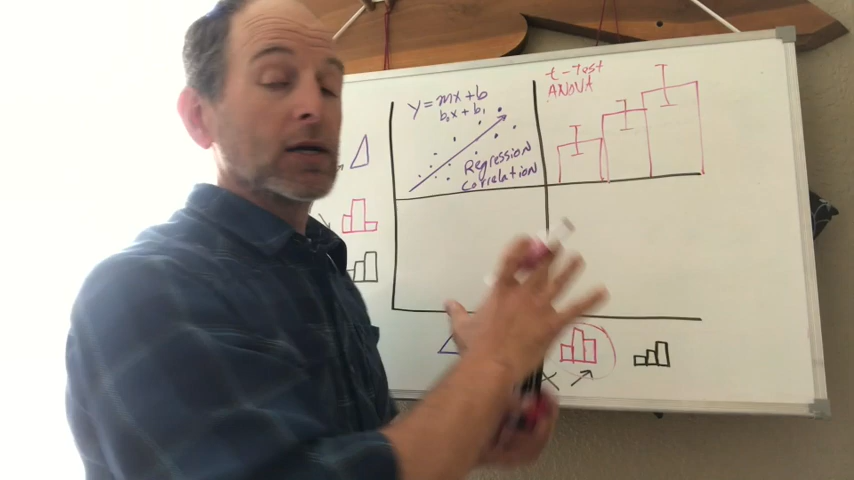 y = mx + b
b₀x + b₁
Regression
Correlation
t-Test
ANOVA
X